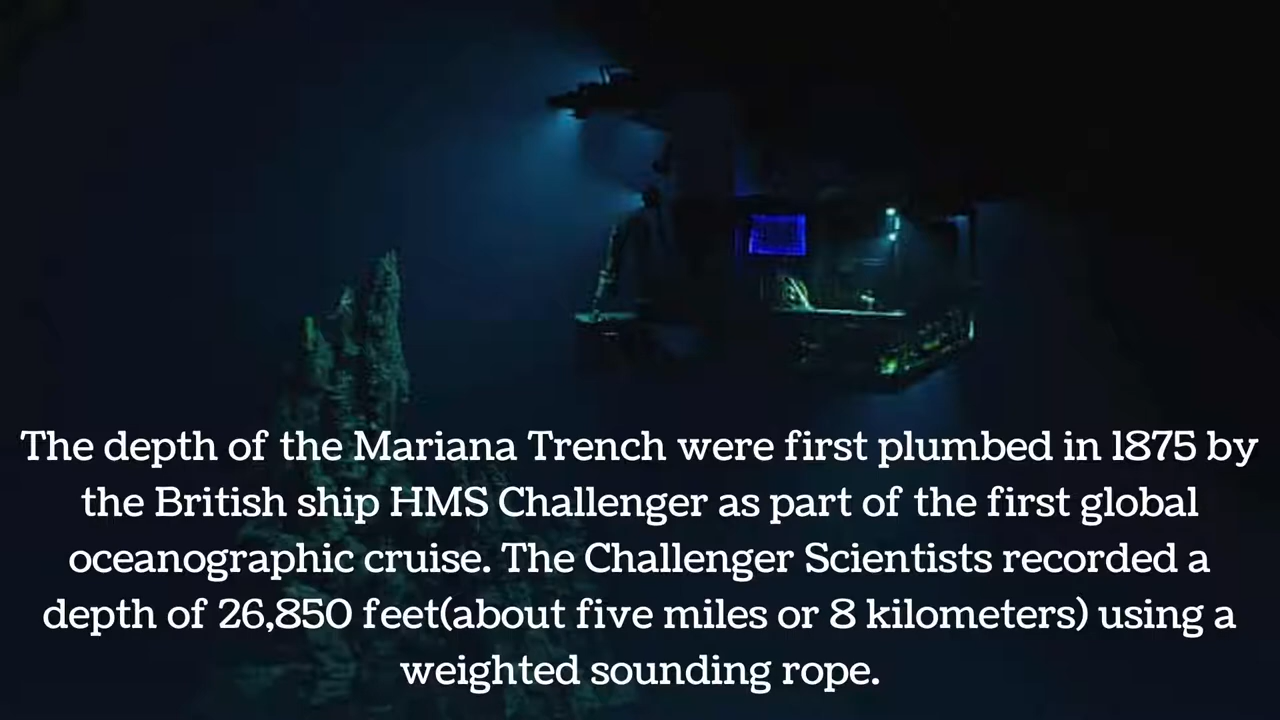 The depth of the Mariana Trench were first plumbed in 1875 by
the British ship HMS Challenger as part of the first global
oceanographic cruise. The Challenger Scientists recorded a
depth of 26,850 feet(about five miles or 8 kilometers) using a
weighted sounding rope.